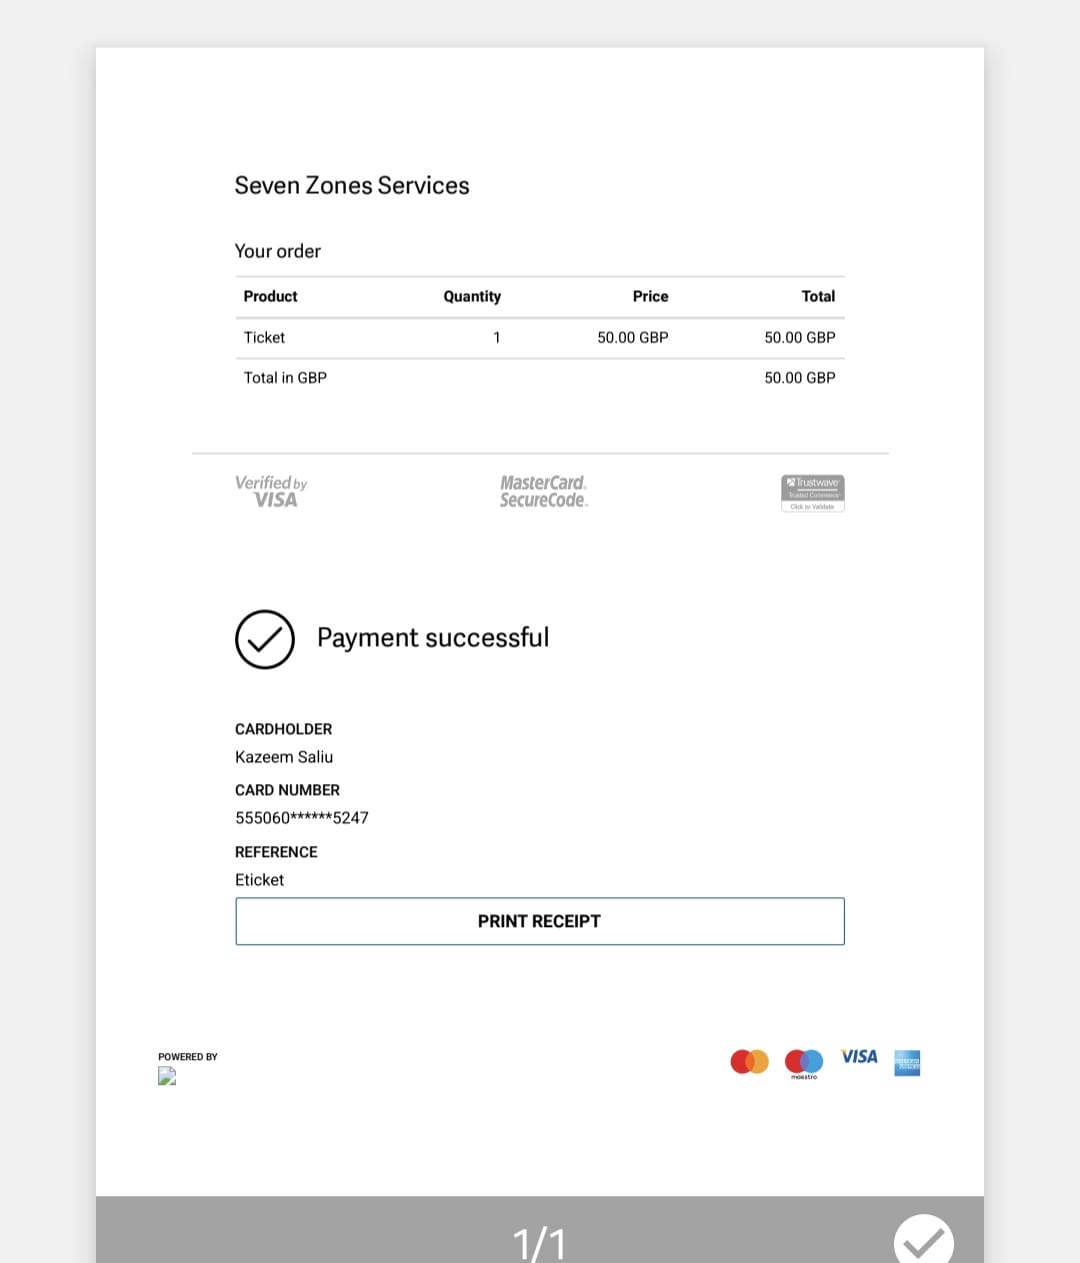 Seven Zones Services
Your order
Product Quantity Price Total
Ticket 1 50.00 GBP 50.00 GBP
Total in GBP 50.00 GBP
Verified by
VISA
MasterCard.
SecureCode.
Trustwave
Trusted Commerce
Click to Validate
Payment successful
CARDHOLDER
Kazeem Saliu
CARD NUMBER
555060******5247
REFERENCE
Eticket
PRINT RECEIPT
POWERED BY
maestro
VISA
AMERICAN EXPRESS
1/1